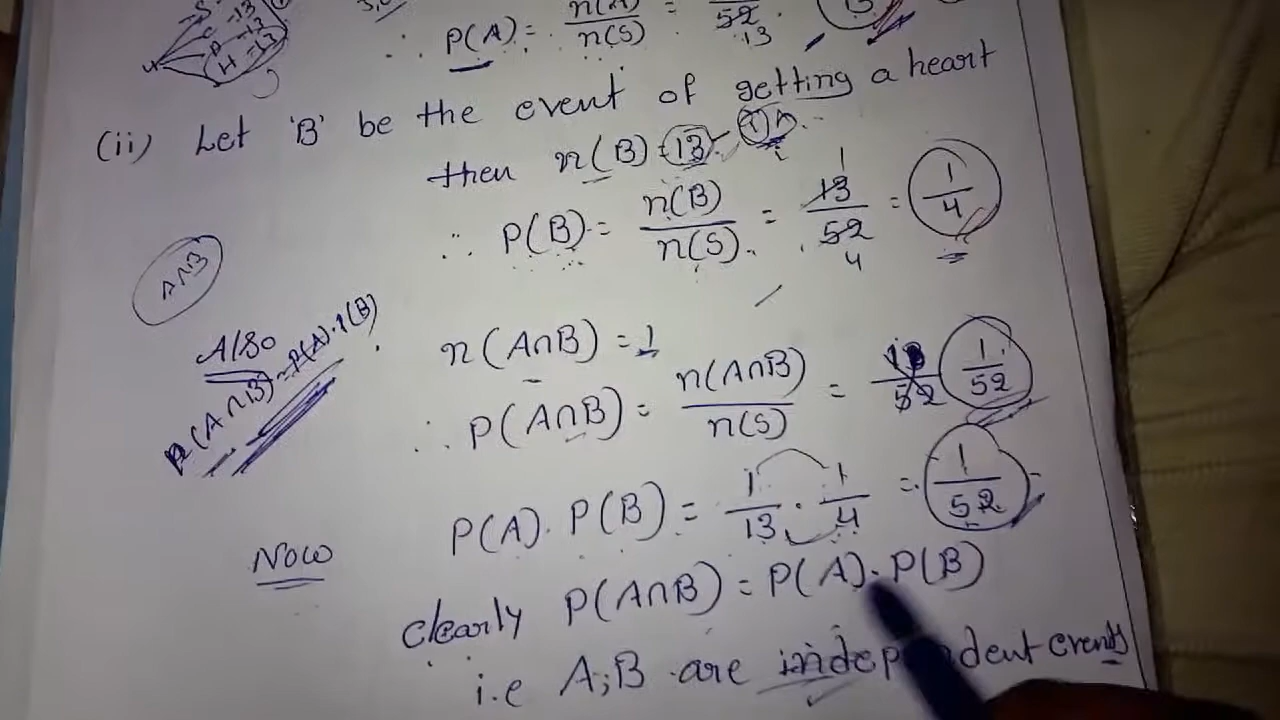 ∴ P(A) = n(A)/n(S) = /52 13
(ii) Let 'B' be the event of getting a heart
then n(B) = 13
∴ P(B) = n(B)/n(S) = 13/52 = 1/4
1
4
A∩B
Also
P(A∩B) = P(A).P(B)
n(A∩B) = 1
∴ P(A∩B) = n(A∩B)/n(S) = 1/52
Now
P(A). P(B) = 1/13 . 1/4 = 1/52
clearly P(A∩B) = P(A). P(B)
i.e A,B are independent events